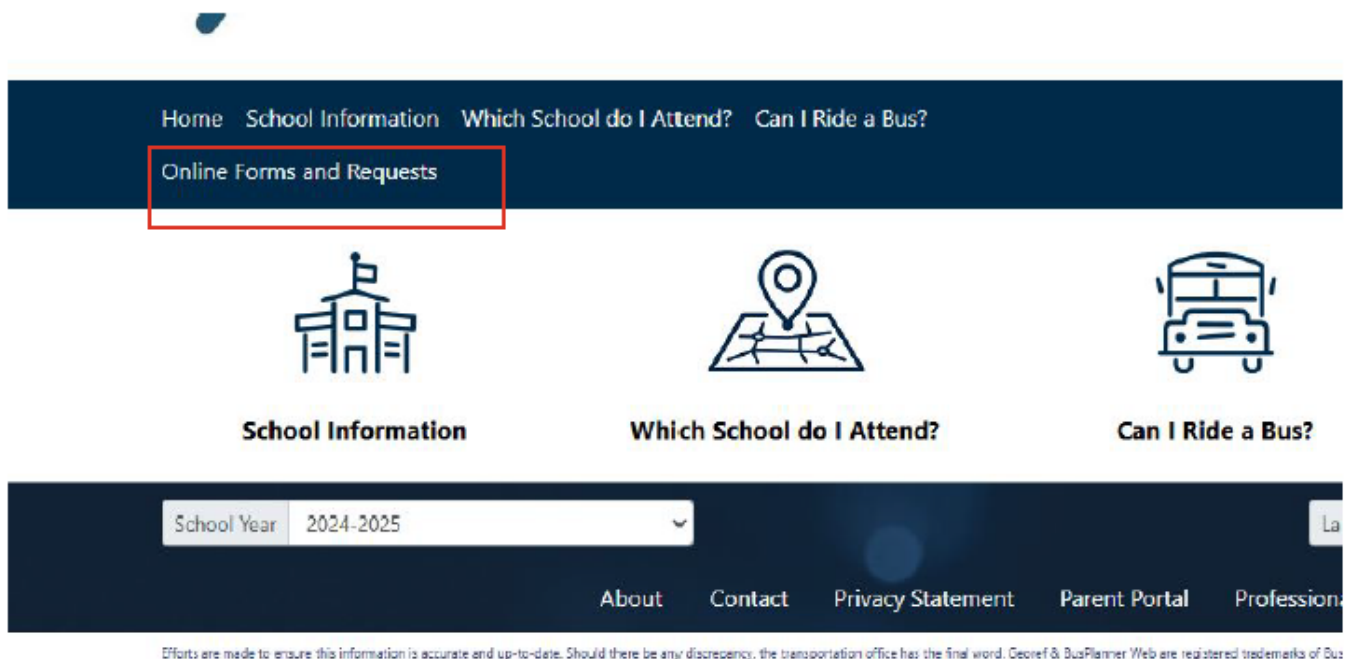 Home School Information Which School do I Attend? Can I Ride a Bus?
Online Forms and Requests
School Information Which School do I Attend? Can I Ride a Bus?
School Year 2024-2025 La
About Contact Privacy Statement Parent Portal Professiona
Efforts are made to ensure this information is accurate and up-to-date. Should there be any discrepancy, the transportation office has the final word. Georef & BusPlanner Web are registered trademarks of Bus